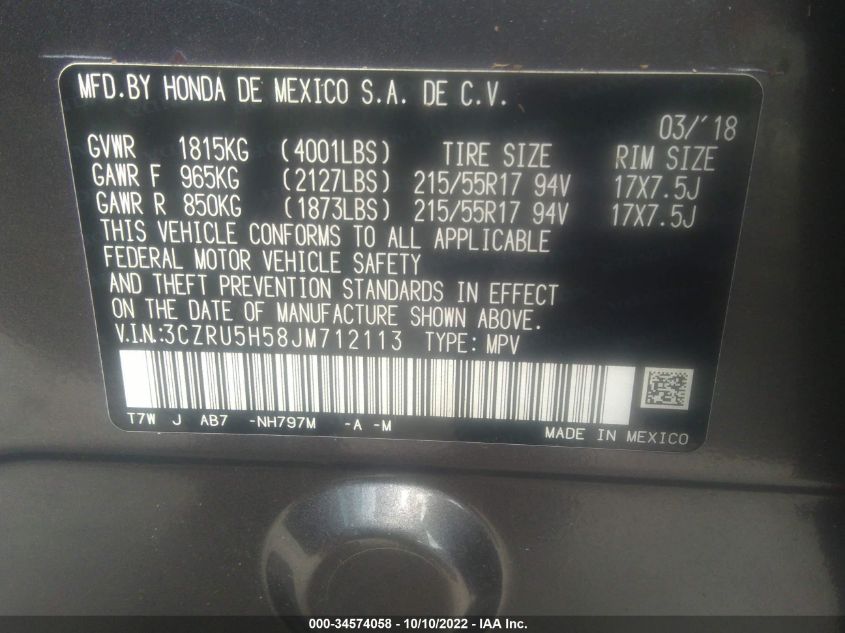 MFD.BY HONDA DE MEXICO S.A. DE C.V.
03/'18
GVWR 1815KG (4001LBS) TIRE SIZE RIM SIZE
GAWR F 965KG (2127LBS) 215/55R17 94V 17X7.5J
GAWR R 850KG (1873LBS) 215/55R17 94V 17X7.5J
THIS VEHICLE CONFORMS TO ALL APPLICABLE
FEDERAL MOTOR VEHICLE SAFETY
AND THEFT PREVENTION STANDARDS IN EFFECT
ON THE DATE OF MANUFACTURE SHOWN ABOVE.
V.I.N.:3CZRU5H58JM712113 TYPE: MPV
T7W J AB7 -NH797M -A -M
MADE IN MEXICO
000-34574058 - 10/10/2022 - IAA Inc.